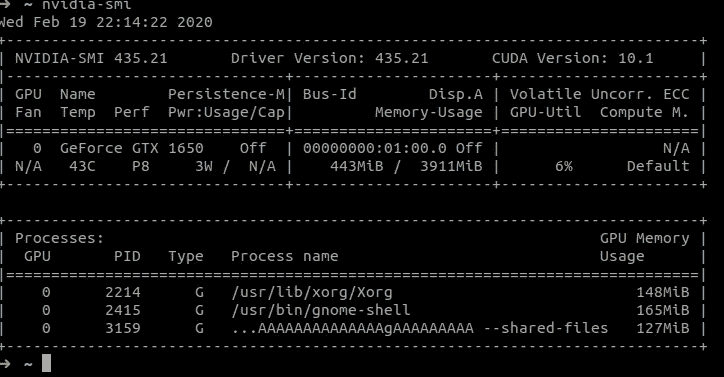 ➜  ~ nvidia-smi
Wed Feb 19 22:14:22 2020
+-----------------------------------------------------------------------------+
| NVIDIA-SMI 435.21       Driver Version: 435.21       CUDA Version: 10.1     |
|-------------------------------+----------------------+----------------------+
| GPU  Name        Persistence-M| Bus-Id        Disp.A | Volatile Uncorr. ECC |
| Fan  Temp  Perf  Pwr:Usage/Cap|         Memory-Usage | GPU-Util  Compute M. |
|===============================+======================+======================|
|   0  GeForce GTX 1650    Off  | 00000000:01:00.0 Off |                  N/A |
| N/A   43C    P8     3W /  N/A |    443MiB /  3911MiB |      6%      Default |
+-------------------------------+----------------------+----------------------+

+-----------------------------------------------------------------------------+
| Processes:                                                       GPU Memory |
|  GPU       PID   Type   Process name                             Usage      |
|=============================================================================|
|    0      2214      G   /usr/lib/xorg/Xorg                           148MiB |
|    0      2415      G   /usr/bin/gnome-shell                         165MiB |
|    0      3159      G   ...AAAAAAAAAAAAAAgAAAAAAAAA --shared-files   127MiB |
+-----------------------------------------------------------------------------+
➜  ~